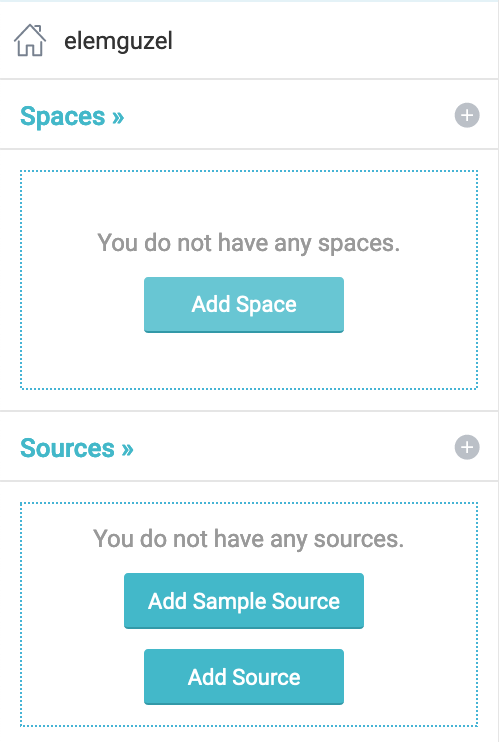 elemguzel
Spaces »
You do not have any spaces.
Add Space
Sources »
You do not have any sources.
Add Sample Source
Add Source